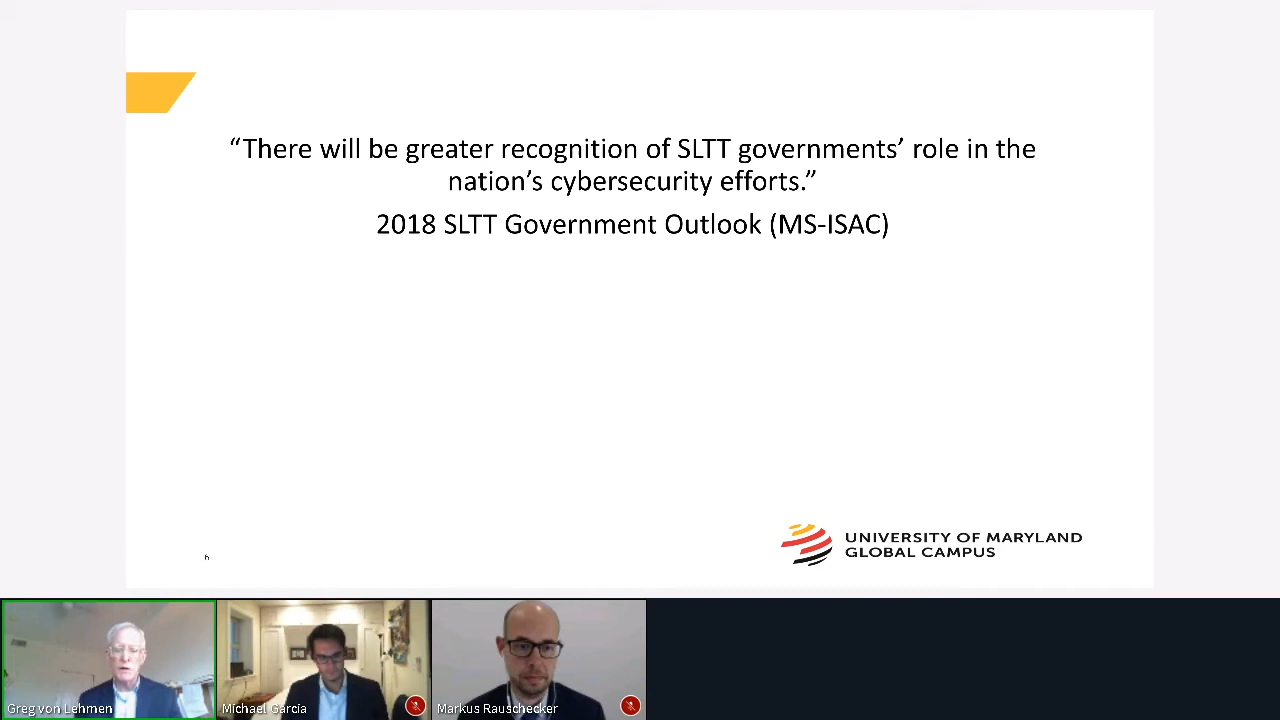 “There will be greater recognition of SLTT governments’ role in the
nation’s cybersecurity efforts.”
2018 SLTT Government Outlook (MS-ISAC)
6
UNIVERSITY OF MARYLAND
GLOBAL CAMPUS
Greg von Lehmen
Michael Garcia
Markus Rauschecker